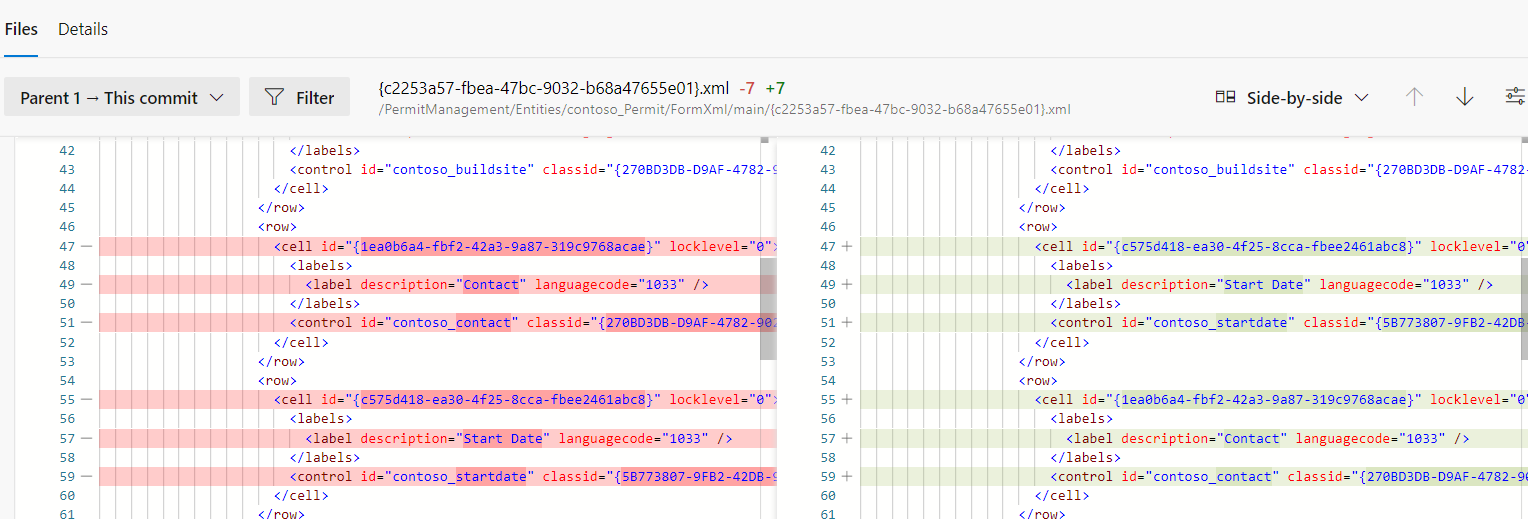 Files Details
Parent 1 → This commit Filter {c2253a57-fbea-47bc-9032-b68a47655e01}.xml -7 +7 Side-by-side
/PermitManagement/Entities/contoso_Permit/FormXml/main/{c2253a57-fbea-47bc-9032-b68a47655e01}.xml
42 </labels>
43 <control id="contoso_buildsite" classid="{270BD3DB-D9AF-4782-9
44 </cell>
45 </row>
46 <row>
47 — <cell id="{1ea0b6a4-fbf2-42a3-9a87-319c9768acae}" locklevel="0">
48 <labels>
49 — <label description="Contact" languagecode="1033" />
50 </labels>
51 — <control id="contoso_contact" classid="{270BD3DB-D9AF-4782-902
52 </cell>
53 </row>
54 <row>
55 — <cell id="{c575d418-ea30-4f25-8cca-fbee2461abc8}" locklevel="0">
56 <labels>
57 — <label description="Start Date" languagecode="1033" />
58 </labels>
59 — <control id="contoso_startdate" classid="{5B773807-9FB2-42DB-9
60 </cell>
61 </row>
42 </labels>
43 <control id="contoso_buildsite" classid="{270BD3DB-D9AF-4782-
44 </cell>
45 </row>
46 <row>
47 + <cell id="{c575d418-ea30-4f25-8cca-fbee2461abc8}" locklevel="0"
48 <labels>
49 + <label description="Start Date" languagecode="1033" />
50 </labels>
51 + <control id="contoso_startdate" classid="{5B773807-9FB2-42DB-
52 </cell>
53 </row>
54 <row>
55 + <cell id="{1ea0b6a4-fbf2-42a3-9a87-319c9768acae}" locklevel="0"
56 <labels>
57 + <label description="Contact" languagecode="1033" />
58 </labels>
59 + <control id="contoso_contact" classid="{270BD3DB-D9AF-4782-90
60 </cell>
61 </row>